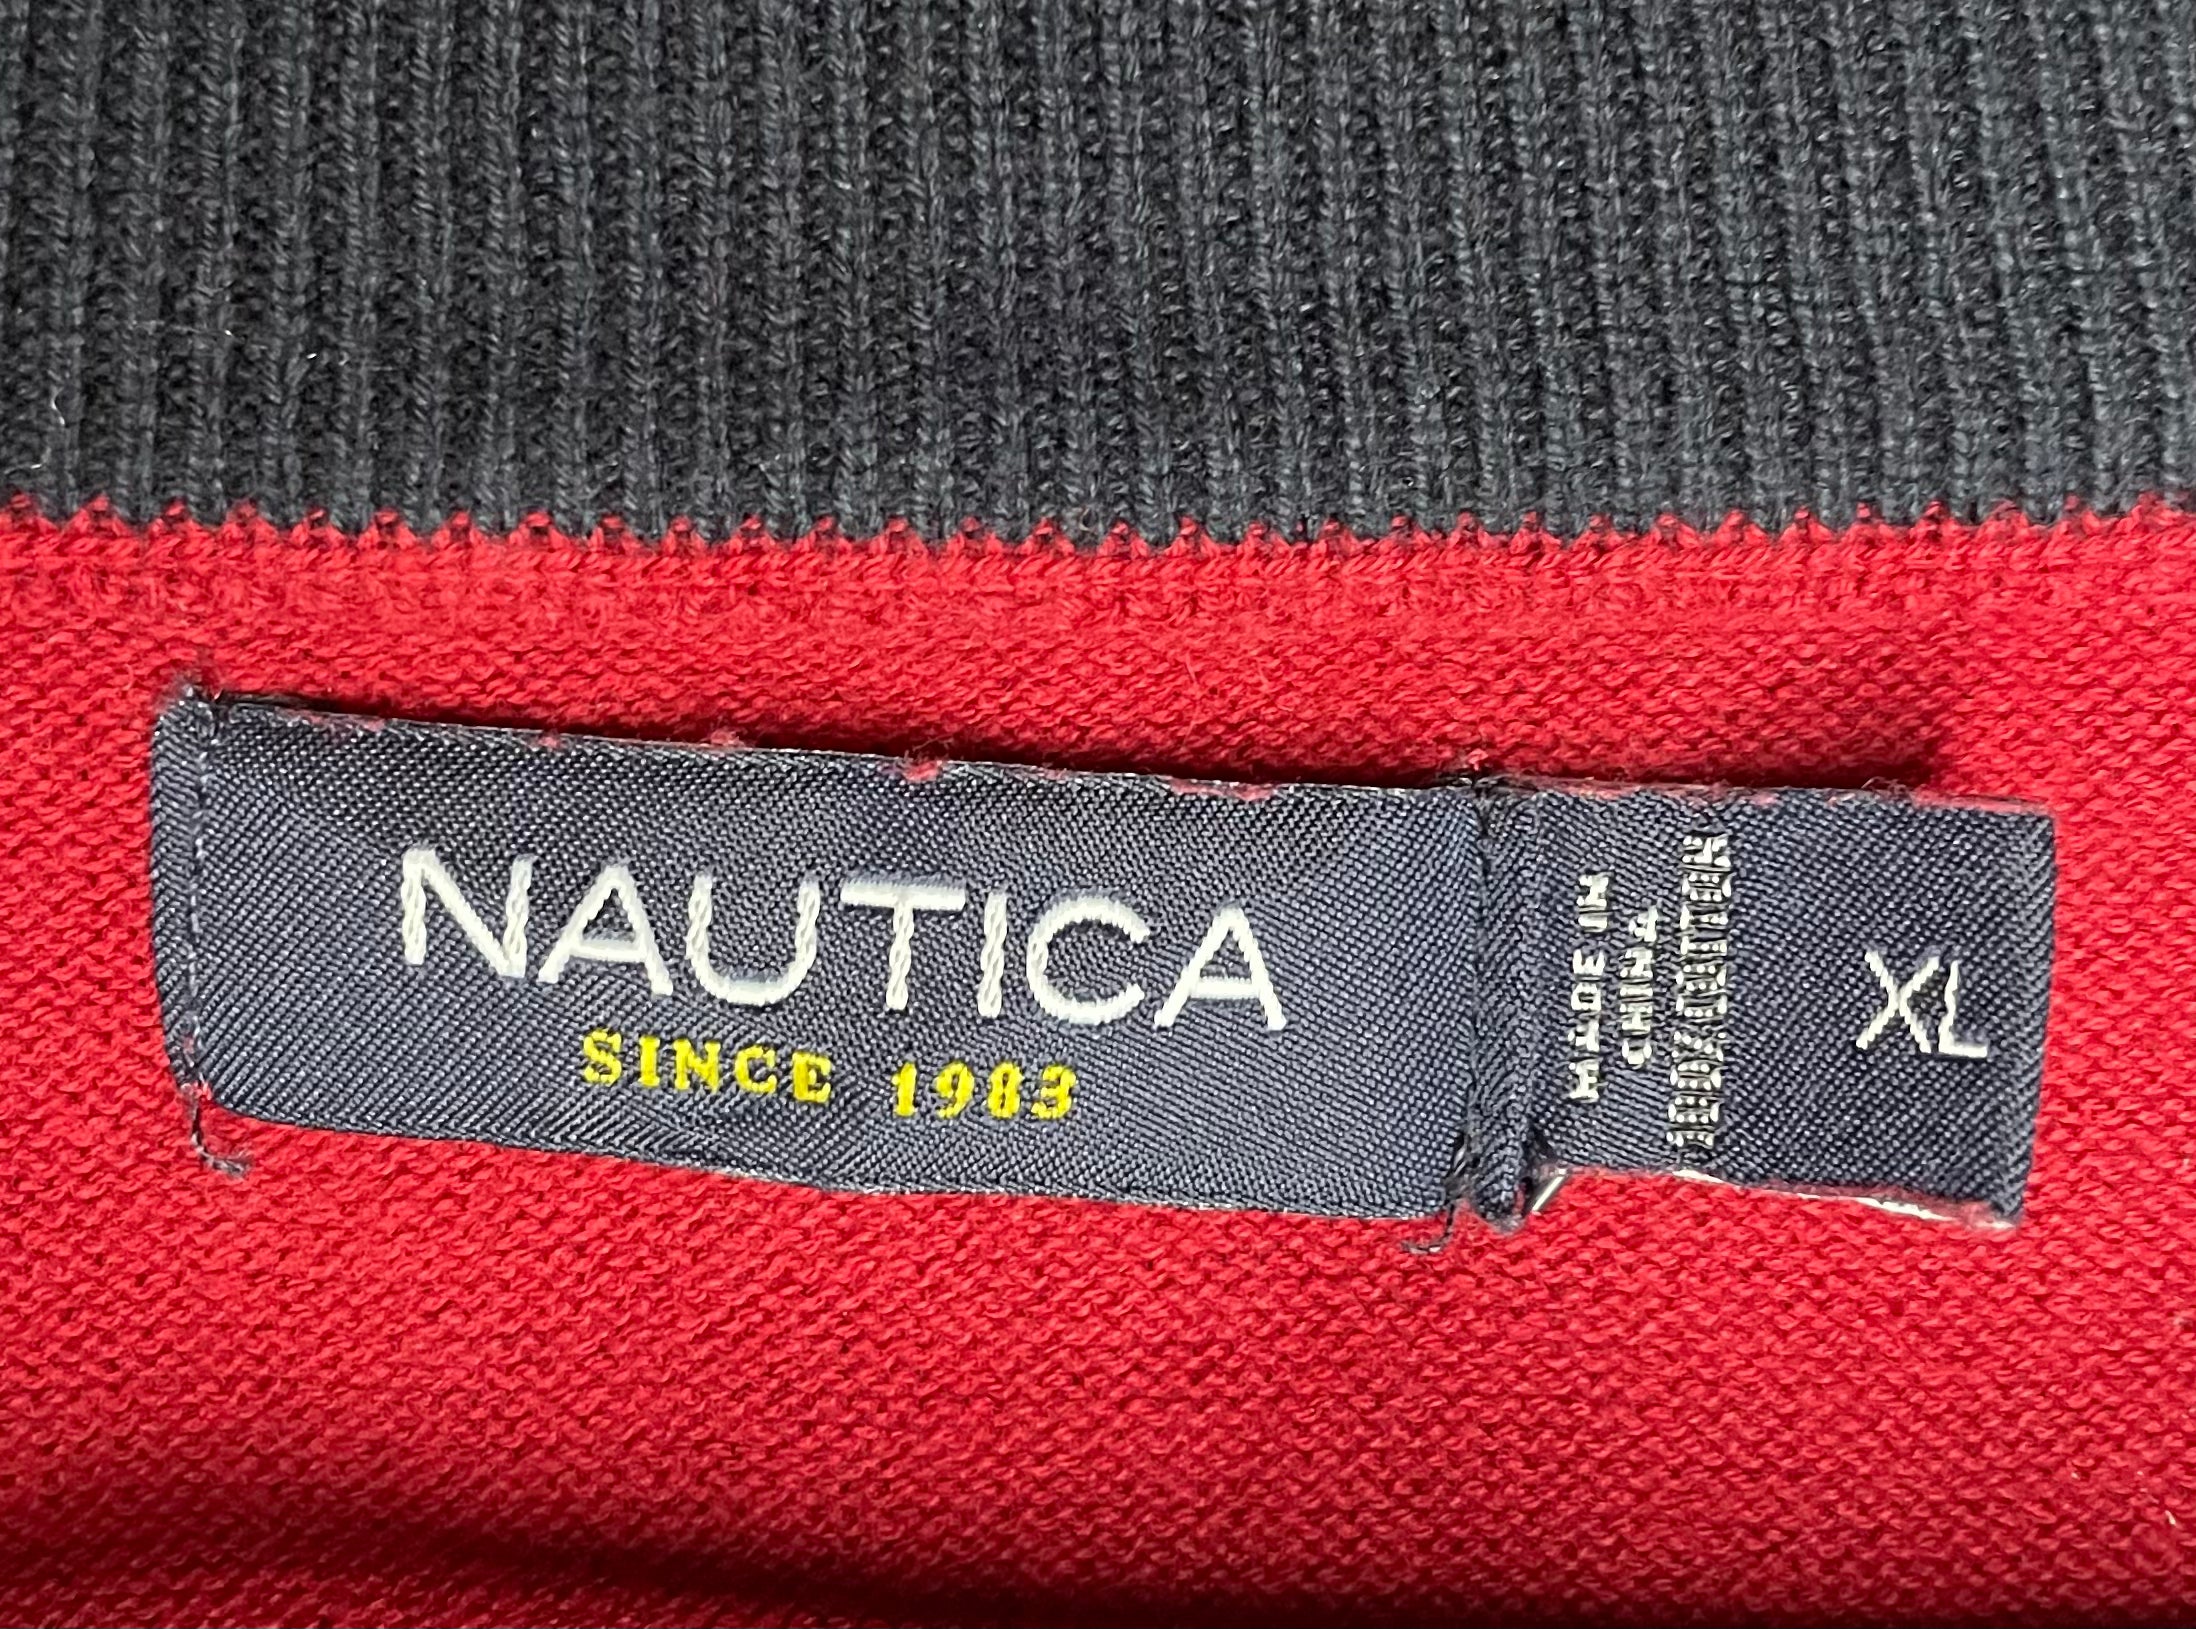 NAUTICA
SINCE 1983
MADE IN
CHINA
100% COTTON
XL